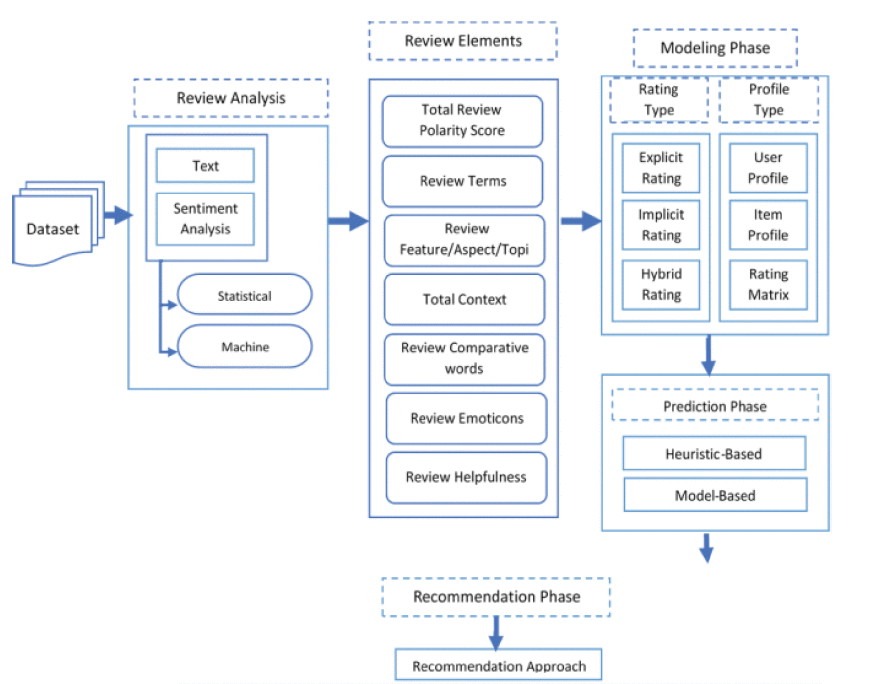 Review Elements
Modeling Phase
Review Analysis
Dataset
Text
Sentiment
Analysis
Statistical
Machine
Total Review
Polarity Score
Review Terms
Review
Feature/Aspect/Topi
Total Context
Review Comparative
words
Review Emoticons
Review Helpfulness
Rating
Type
Profile
Type
Explicit
Rating
Implicit
Rating
Hybrid
Rating
User
Profile
Item
Profile
Rating
Matrix
Prediction Phase
Heuristic-Based
Model-Based
Recommendation Phase
Recommendation Approach